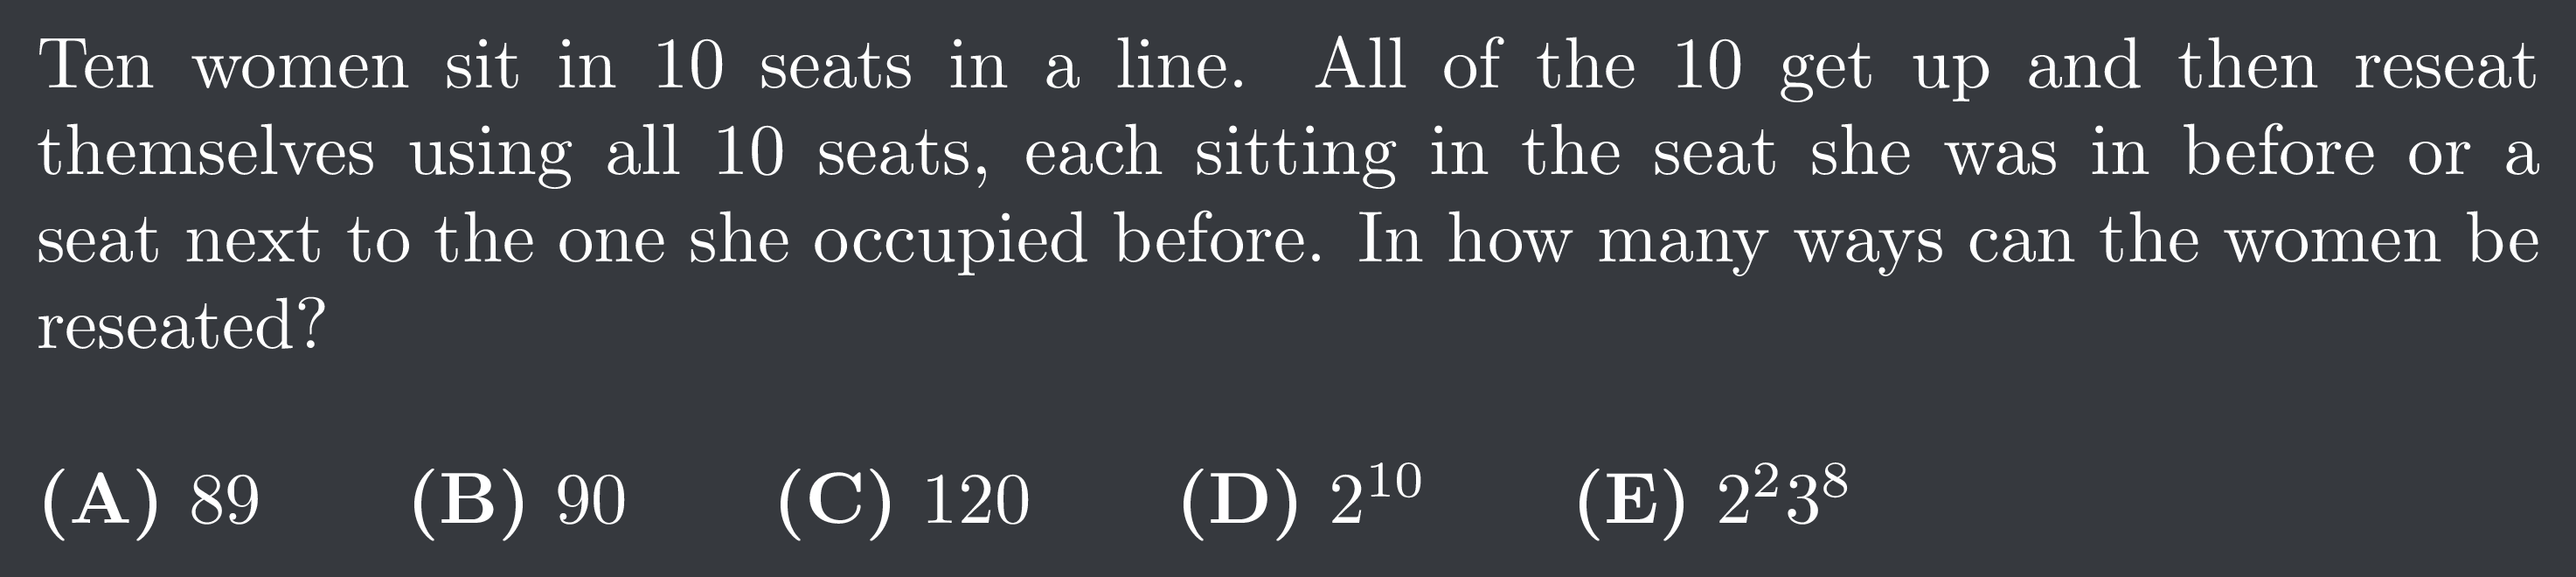 Ten women sit in 10 seats in a line. All of the 10 get up and then reseat
themselves using all 10 seats, each sitting in the seat she was in before or a
seat next to the one she occupied before. In how many ways can the women be
reseated?
(A) 89 (B) 90 (C) 120 (D) 2^{10} (E) 2^{2}3^{8}